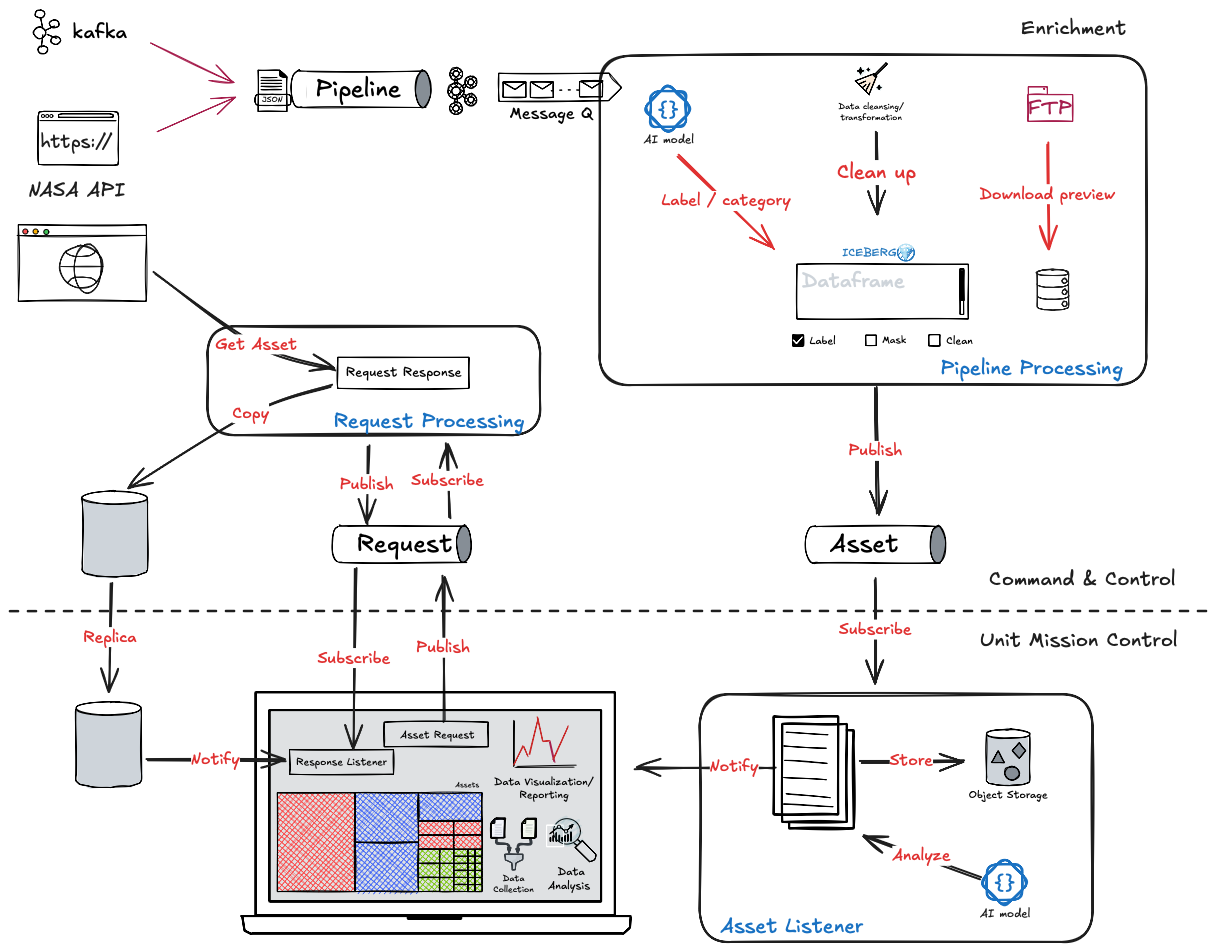 kafka
Enrichment
JSON
Pipeline
Message Q
https://
NASA API
{}
AI model
Data cleansing/
transformation
FTP
Clean up
Label / category
Download preview
ICEBERG
Dataframe
Label
Mask
Clean
Pipeline Processing
Get Asset
Request Response
Copy
Request Processing
Publish
Subscribe
Publish
Request
Asset
Command & Control
Replica
Subscribe
Publish
Subscribe
Unit Mission Control
Notify
Asset Request
Response Listener
Data Visualization/
Reporting
Assets
Data
Collection
Data
Analysis
Notify
Store
Object Storage
Analyze
{}
AI model
Asset Listener